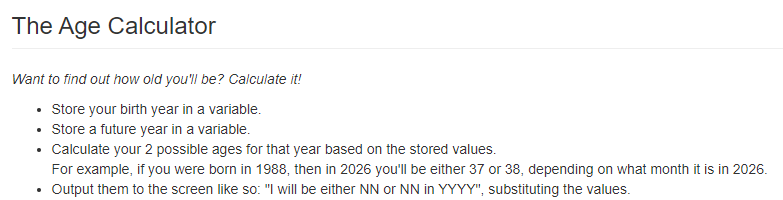 The Age Calculator
Want to find out how old you'll be? Calculate it!
• Store your birth year in a variable.
• Store a future year in a variable.
• Calculate your 2 possible ages for that year based on the stored values.
For example, if you were born in 1988, then in 2026 you'll be either 37 or 38, depending on what month it is in 2026.
• Output them to the screen like so: "I will be either NN or NN in YYYY", substituting the values.